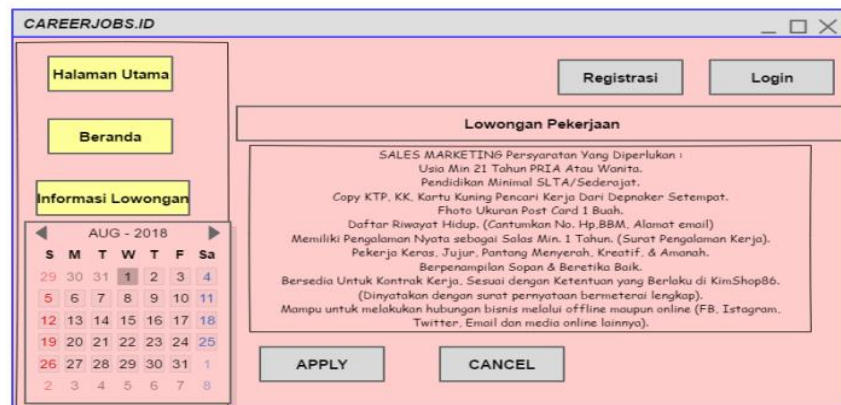 CAREERJOBS.ID
Halaman Utama
Registrasi
Login
Beranda
Lowongan Pekerjaan
SALES MARKETING Persyaratan Yang Diperlukan :
Usia Min 21 Tahun PRIA Atau Wanita.
Pendidikan Minimal SLTA/Sederajat.
Copy KTP, KK, Kartu Kuning Pencari Kerja Dari Depnaker Setempat.
Fhoto Ukuran Post Card 1 Buah.
Daftar Riwayat Hidup. (Cantumkan No. Hp,BBM, Alamat email)
Memiliki Pengalaman Nyata sebagai Salas Min. 1 Tahun. (Surat Pengalaman Kerja).
Pekerja Keras, Jujur, Pantang Menyerah, Kreatif, & Amanah.
Berpenampilan Sopan & Beretika Baik.
Bersedia Untuk Kontrak Kerja, Sesuai dengan Ketentuan yang Berlaku di KimShop86.
(Dinyatakan dengan surat pernyataan bermeterai lengkap).
Mampu untuk melakukan hubungan bisnis melalui offline maupun online (FB, Istagram,
Twitter, Email dan media online lainnya).
Informasi Lowongan
AUG - 2018
S M T W T F Sa
29 30 31 1 2 3 4
5 6 7 8 9 10 11
12 13 14 15 16 17 18
19 20 21 22 23 24 25
26 27 28 29 30 31 1
2 3 4 5 6 7 8
APPLY
CANCEL